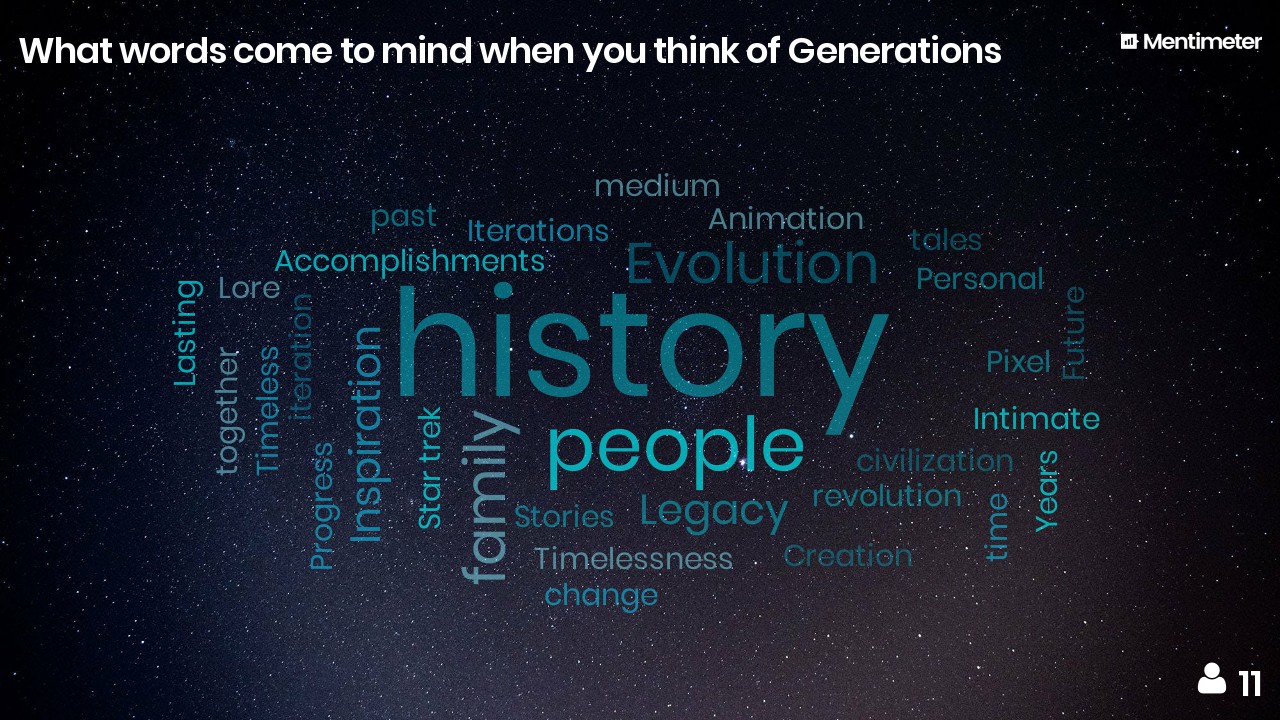 What words come to mind when you think of Generations
Mentimeter
medium
past
Iterations
Animation
tales
Accomplishments
Evolution
Personal
Lore
Lasting
iteration
history
Future
together
Timeless
Inspiration
Pixel
Star trek
family
people
Intimate
Progress
civilization
Years
Stories
Legacy
revolution
time
Timelessness
Creation
change
11